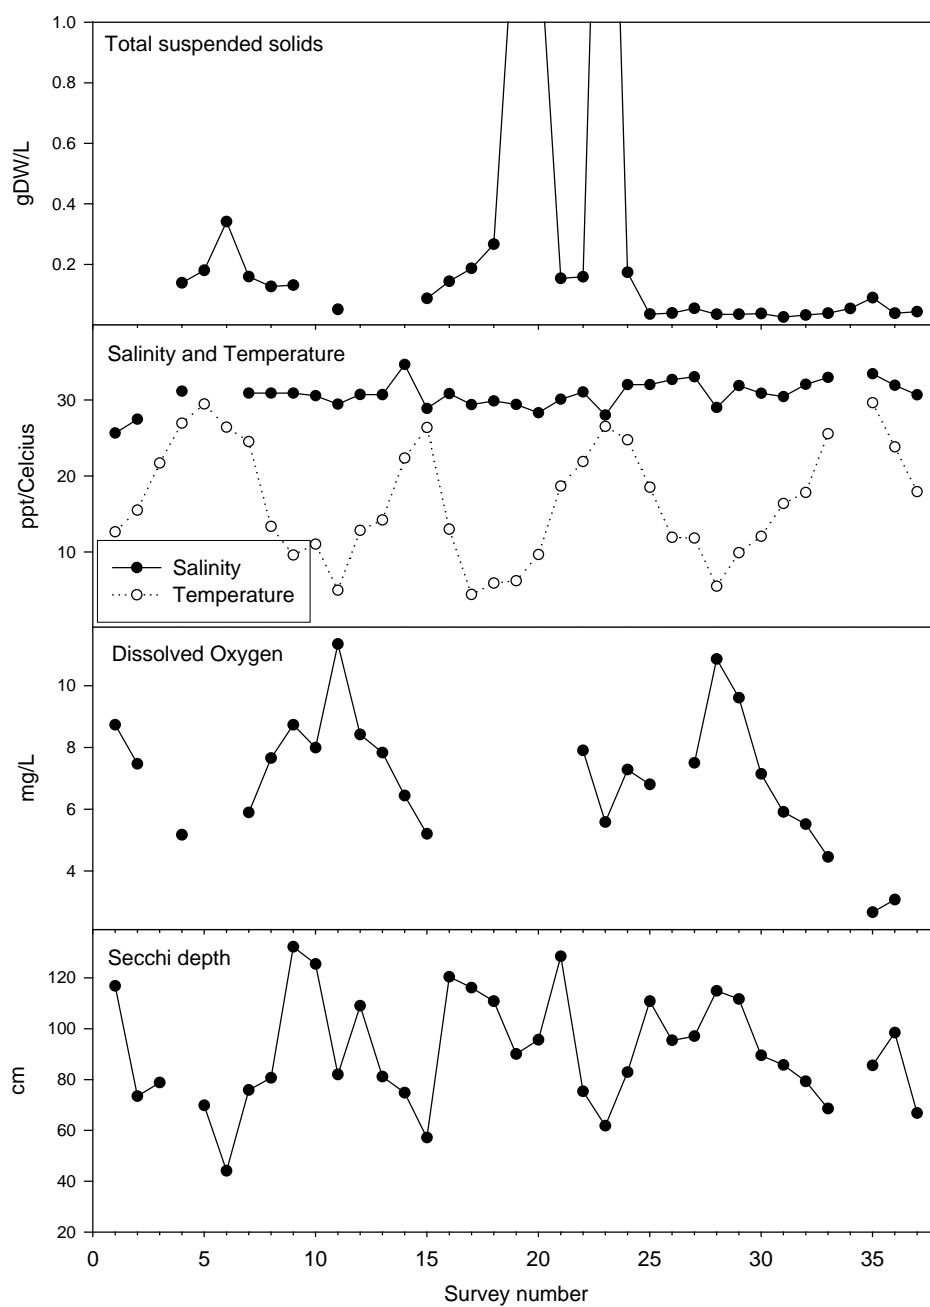 Total suspended solids
gDW/L
1.0
0.8
0.6
0.4
0.2
Salinity and Temperature
ppt/Celcius
30
20
10
Salinity
Temperature
Dissolved Oxygen
mg/L
10
8
6
4
Secchi depth
cm
120
100
80
60
40
20
0 5 10 15 20 25 30 35
Survey number